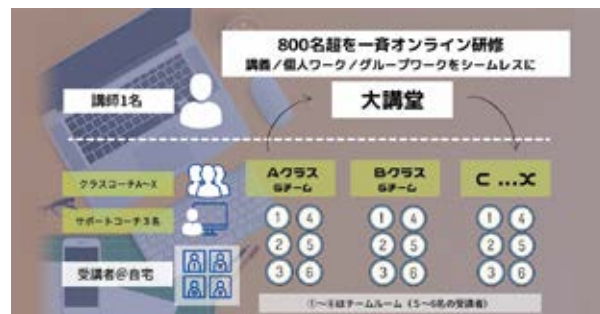 800名超を一斉オンライン研修
講義/個人ワーク/グループワークをシームレスに
講師1名
大講堂
クラスコーチA~X
Aクラス
6チーム
Bクラス
6チーム
C ...X
サポートコーチ3名
① ④ ① ④ ① ④
② ⑤ ② ⑤ ② ⑤
③ ⑥ ③ ⑥ ③ ⑥
受講者@自宅
①~⑥はチームルーム(5~6名の受講者)